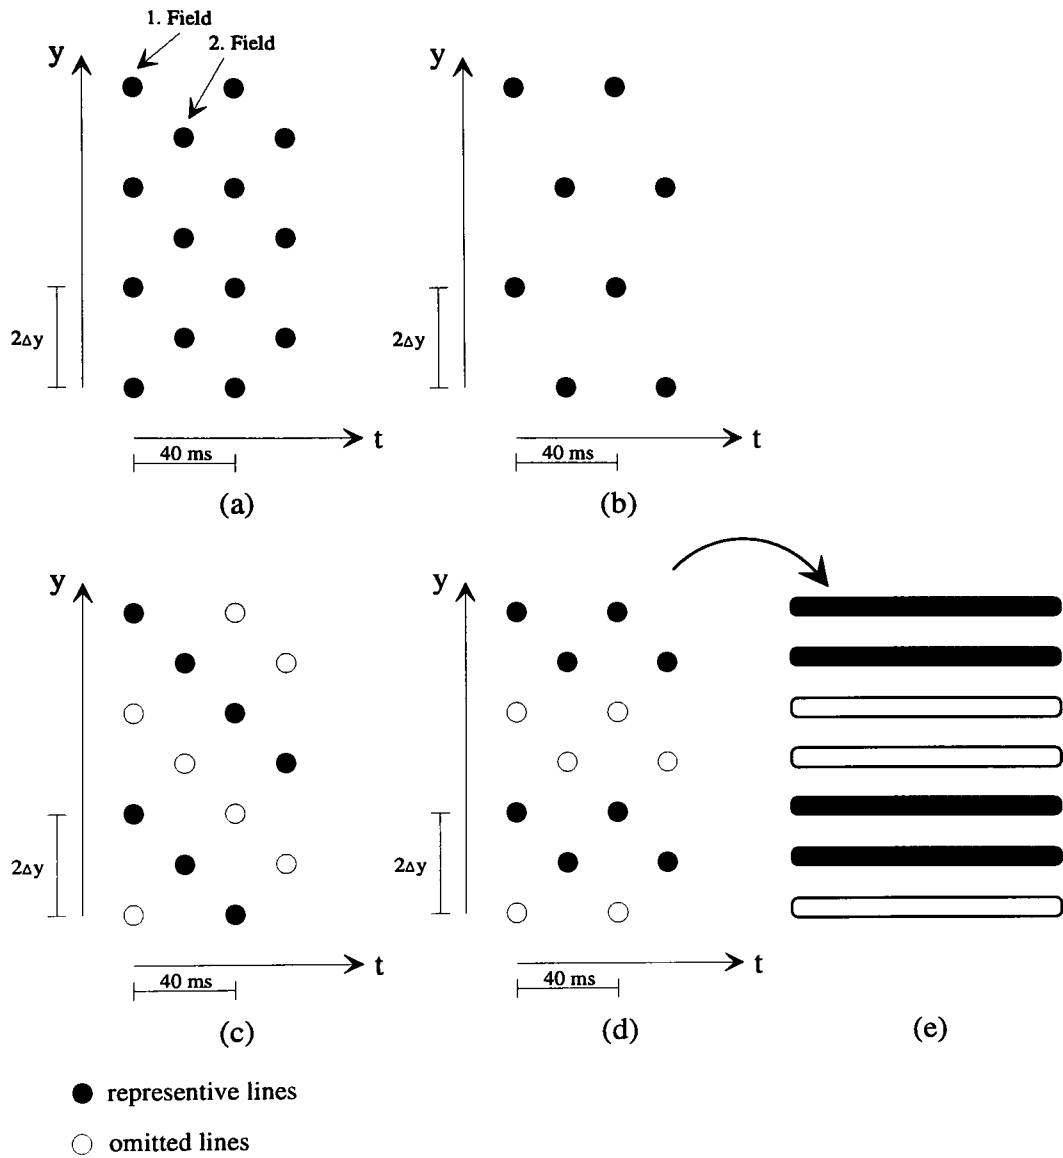 1. Field
2. Field
y
2Δy
t
40 ms
(a)
y
2Δy
t
40 ms
(b)
y
2Δy
t
40 ms
(c)
y
2Δy
t
40 ms
(d)
(e)
representive lines
omitted lines